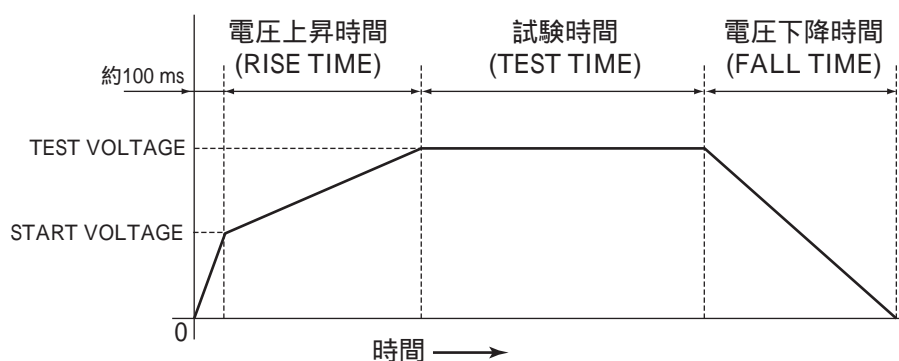 電圧上昇時間
(RISE TIME)
試験時間
(TEST TIME)
電圧下降時間
(FALL TIME)
約100 ms
TEST VOLTAGE
START VOLTAGE
0
時間